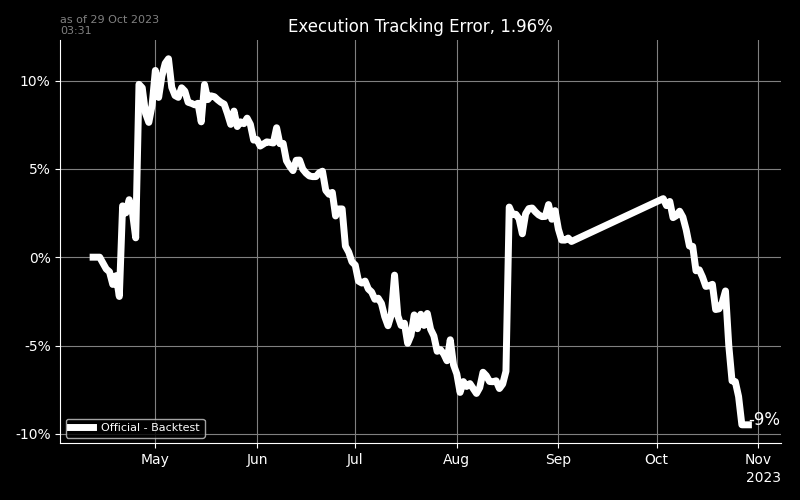 as of 29 Oct 2023
03:31
Execution Tracking Error, 1.96%
10%
5%
0%
-5%
-10%
Official - Backtest
-9%
May Jun Jul Aug Sep Oct Nov
2023